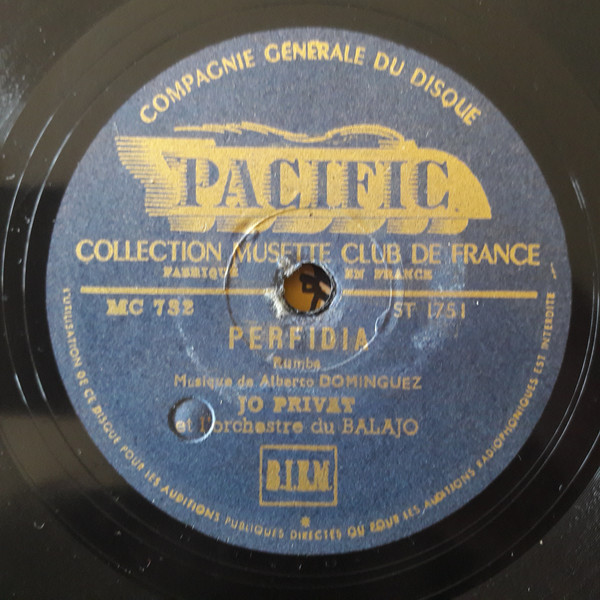 COMPAGNIE GENERALE DU DISQUE
PACIFIC
COLLECTION MUSETTE CLUB DE FRANCE
FABRIQUÉ EN FRANCE
MC 732 ST 1751
PERFIDIA
Rumba
Musique de Alberto DOMINGUEZ
JO PRIVAT
et l'orchestre du BALAJO
B.I.E.M.
L'UTILISATION DE CE DISQUE POUR LES AUDITIONS PUBLIQUES DIRECTES OU POUR LES AUDITIONS RADIOPHONIQUES EST INTERDITE